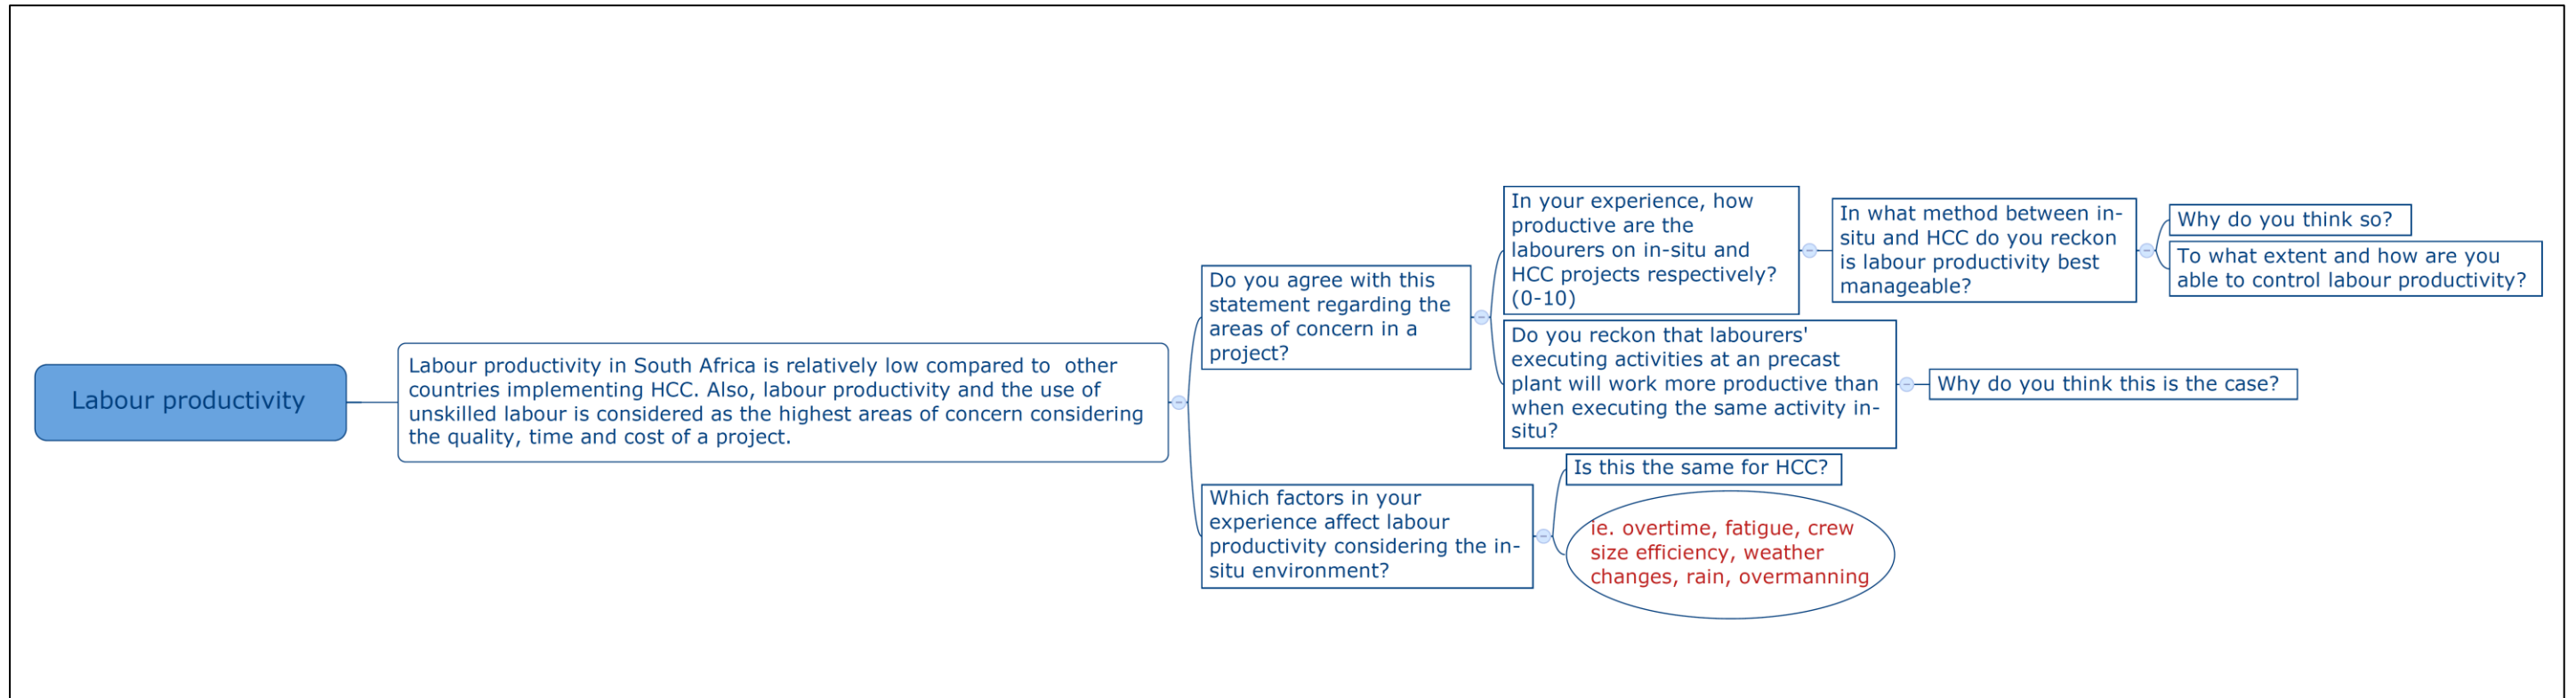 Labour productivity
Labour productivity in South Africa is relatively low compared to  other
countries implementing HCC. Also, labour productivity and the use of
unskilled labour is considered as the highest areas of concern considering
the quality, time and cost of a project.
Do you agree with this
statement regarding the
areas of concern in a
project?
In your experience, how
productive are the
labourers on in-situ and
HCC projects respectively?
(0-10)
In what method between in-
situ and HCC do you reckon
is labour productivity best
manageable?
Why do you think so?
To what extent and how are you
able to control labour productivity?
Do you reckon that labourers'
executing activities at an precast
plant will work more productive than
when executing the same activity in-
situ?
Why do you think this is the case?
Which factors in your
experience affect labour
productivity considering the in-
situ environment?
Is this the same for HCC?
ie. overtime, fatigue, crew
size efficiency, weather
changes, rain, overmanning